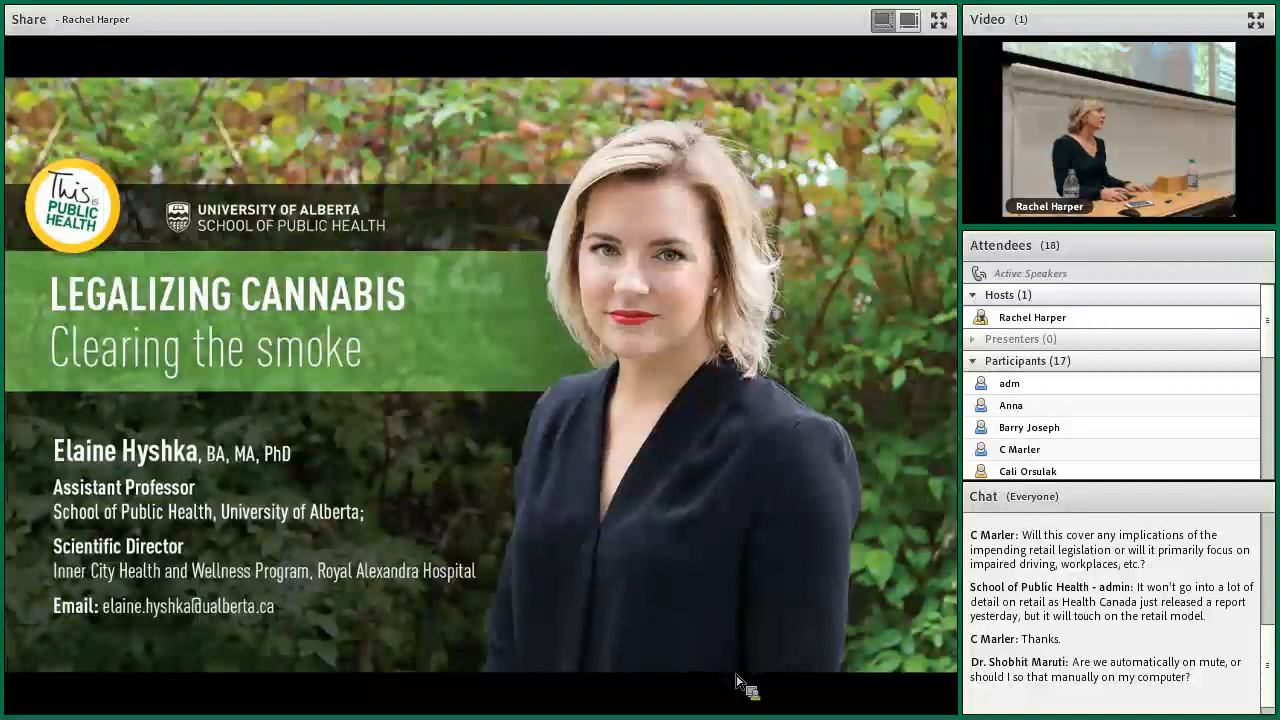 Share - Rachel Harper
This
is
PUBLIC
HEALTH
UNIVERSITY OF ALBERTA
SCHOOL OF PUBLIC HEALTH
LEGALIZING CANNABIS
Clearing the smoke
Elaine Hyshka, BA, MA, PhD
Assistant Professor
School of Public Health, University of Alberta;
Scientific Director
Inner City Health and Wellness Program, Royal Alexandra Hospital
Email: elaine.hyshka@ualberta.ca
Video (1)
Rachel Harper
Attendees (18)
Active Speakers
Hosts (1)
Rachel Harper
Presenters (0)
Participants (17)
adm
Anna
Barry Joseph
C Marler
Cali Orsulak
Chat (Everyone)
C Marler: Will this cover any implications of the
impending retail legislation or will it primarily focus on
impaired driving, workplaces, etc.?
School of Public Health - admin: It won't go into a lot of
detail on retail as Health Canada just released a report
yesterday, but it will touch on the retail model.
C Marler: Thanks.
Dr. Shobhit Maruti: Are we automatically on mute, or
should I so that manually on my computer?